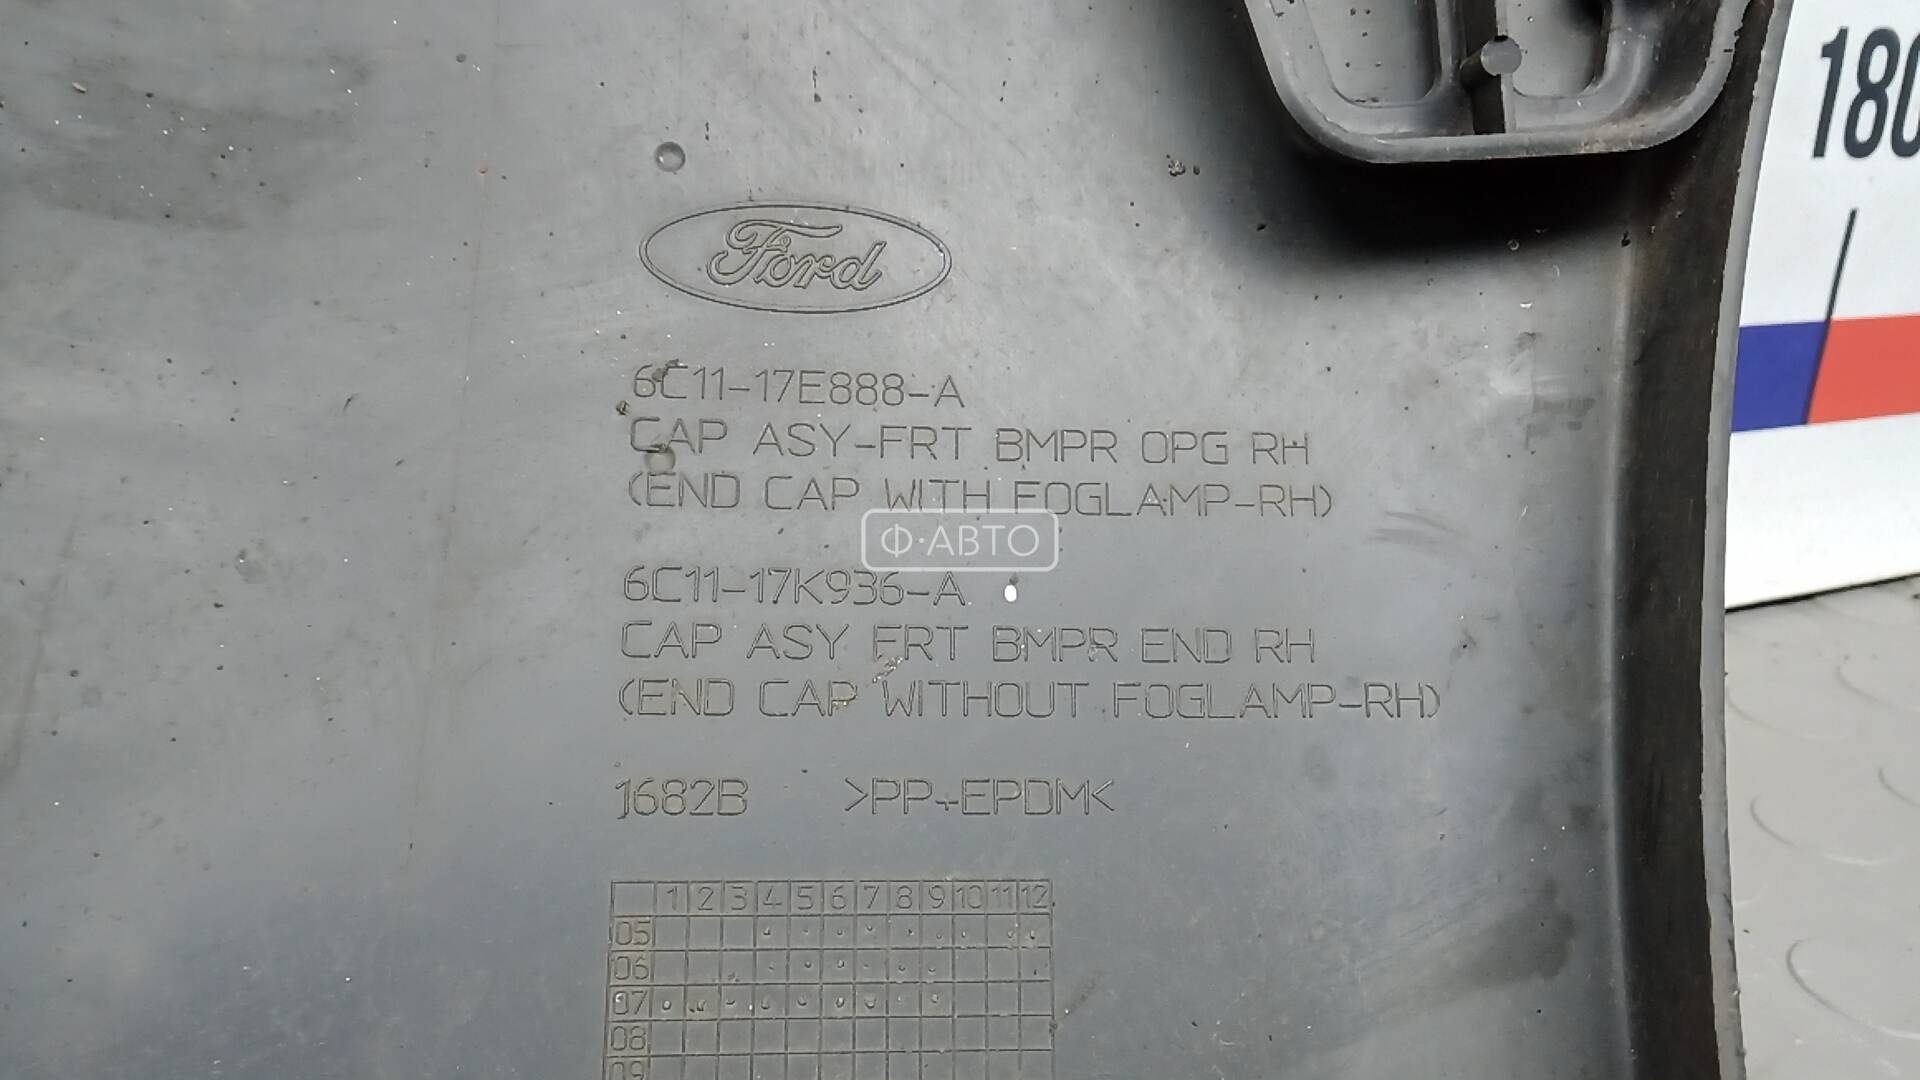 180
Ford
6C11-17E888-A
CAP ASY-FRT BMPR OPG RH
(END CAP WITH FOGLAMP-RH)
Ф·АВТО
6C11-17K936-A
CAP ASY FRT BMPR END RH
(END CAP WITHOUT FOGLAMP-RH)
1682B >PP+EPDM<
1 2 3 4 5 6 7 8 9 10 11 12
05
06
07
08
09